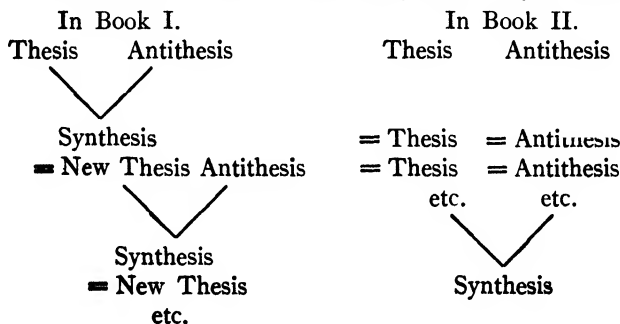 In Book I.
Thesis Antithesis
Synthesis
= New Thesis Antithesis
Synthesis
= New Thesis
etc.
In Book II.
Thesis Antithesis
= Thesis = Antithesis
= Thesis = Antithesis
etc. etc.
Synthesis